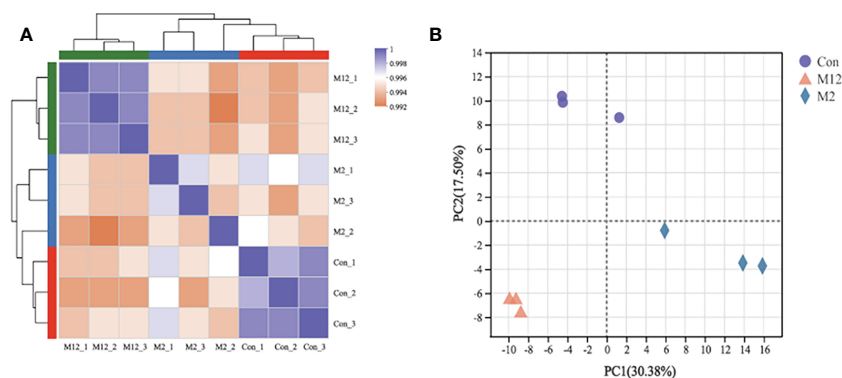 A
1
0.998
0.996
0.994
0.992
M12_1
M12_2
M12_3
M2_1
M2_3
M2_2
Con_1
Con_2
Con_3
M12_1 M12_2 M12_3 M2_1 M2_3 M2_2 Con_1 Con_2 Con_3
B
14
12
10
8
6
4
2
0
-2
-4
-6
-8
PC2(17.50%)
-10 -8 -6 -4 -2 0 2 4 6 8 10 12 14 16
PC1(30.38%)
Con
M12
M2